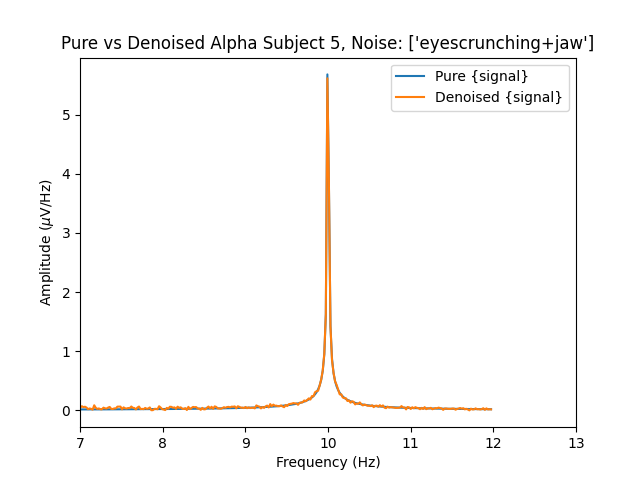 Pure vs Denoised Alpha Subject 5, Noise: ['eyescrunching+jaw']
Pure {signal}
Denoised {signal}
Amplitude (μV/Hz)
5
4
3
2
1
0
7 8 9 10 11 12 13
Frequency (Hz)